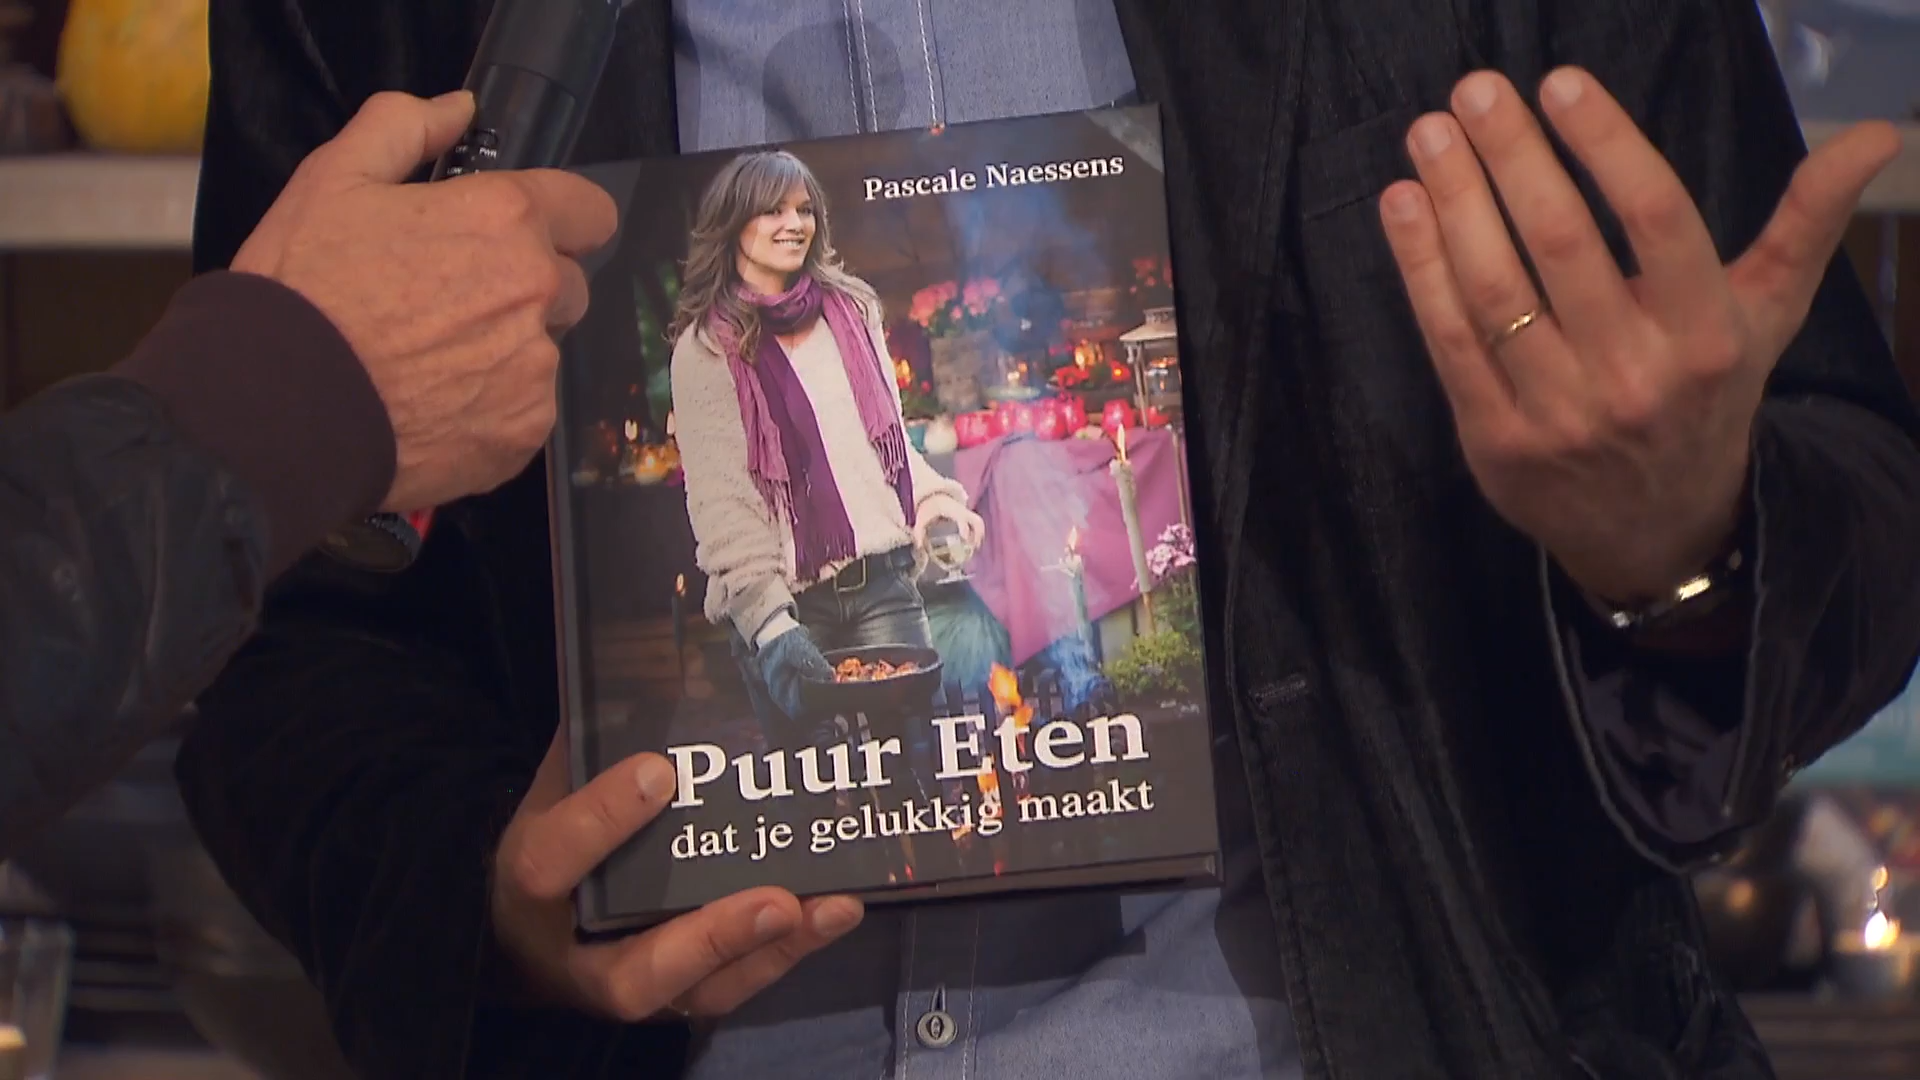 Pascale Naessens
Puur Eten
dat je gelukkig maakt